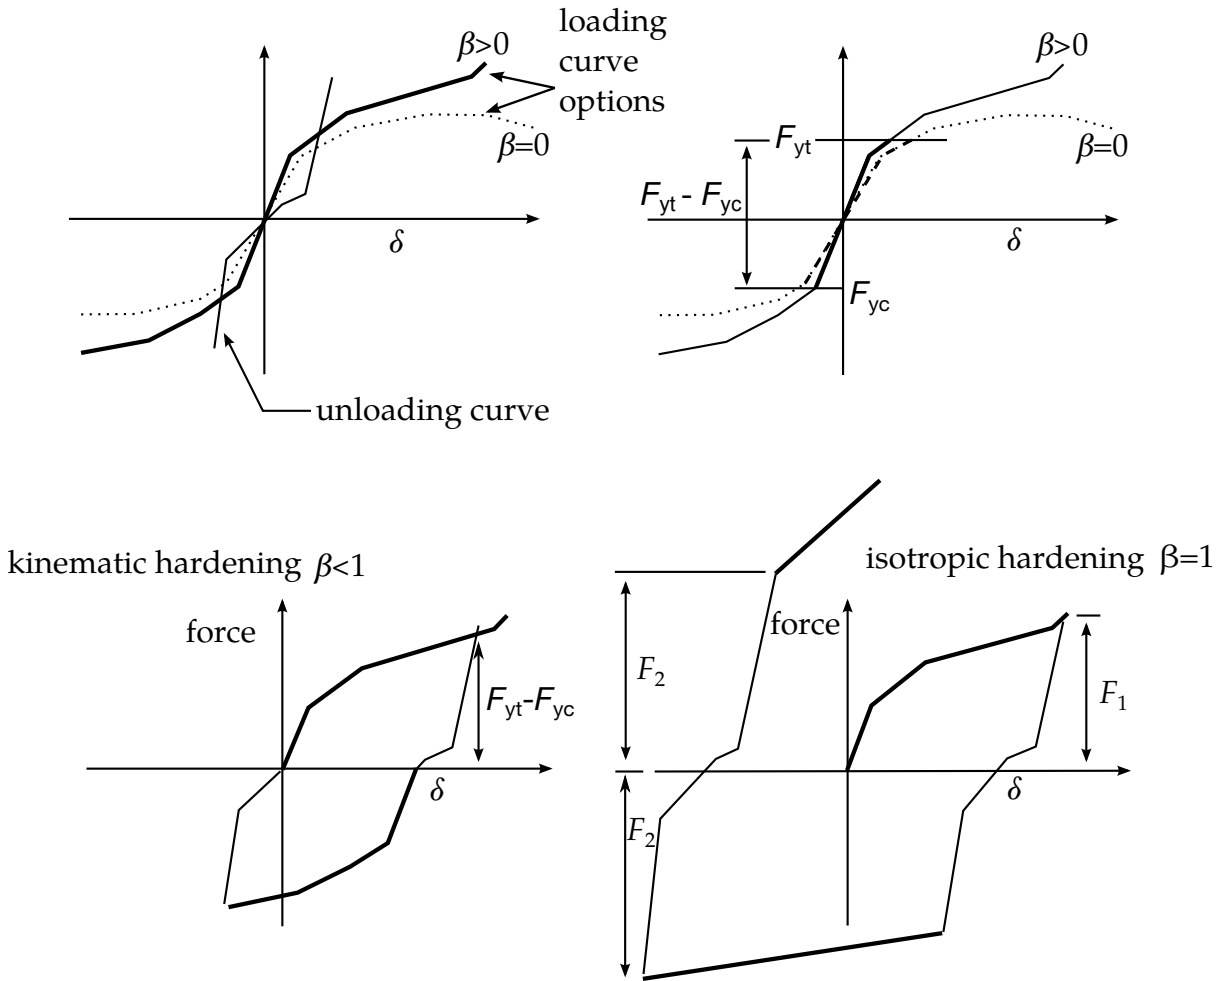 β>0
loading
curve
options
β=0
δ
unloading curve
β>0
F_yt
β=0
F_yt - F_yc
δ
F_yc
kinematic hardening β<1
force
F_yt-F_yc
δ
isotropic hardening β=1
force
F_2
F_1
δ
F_2